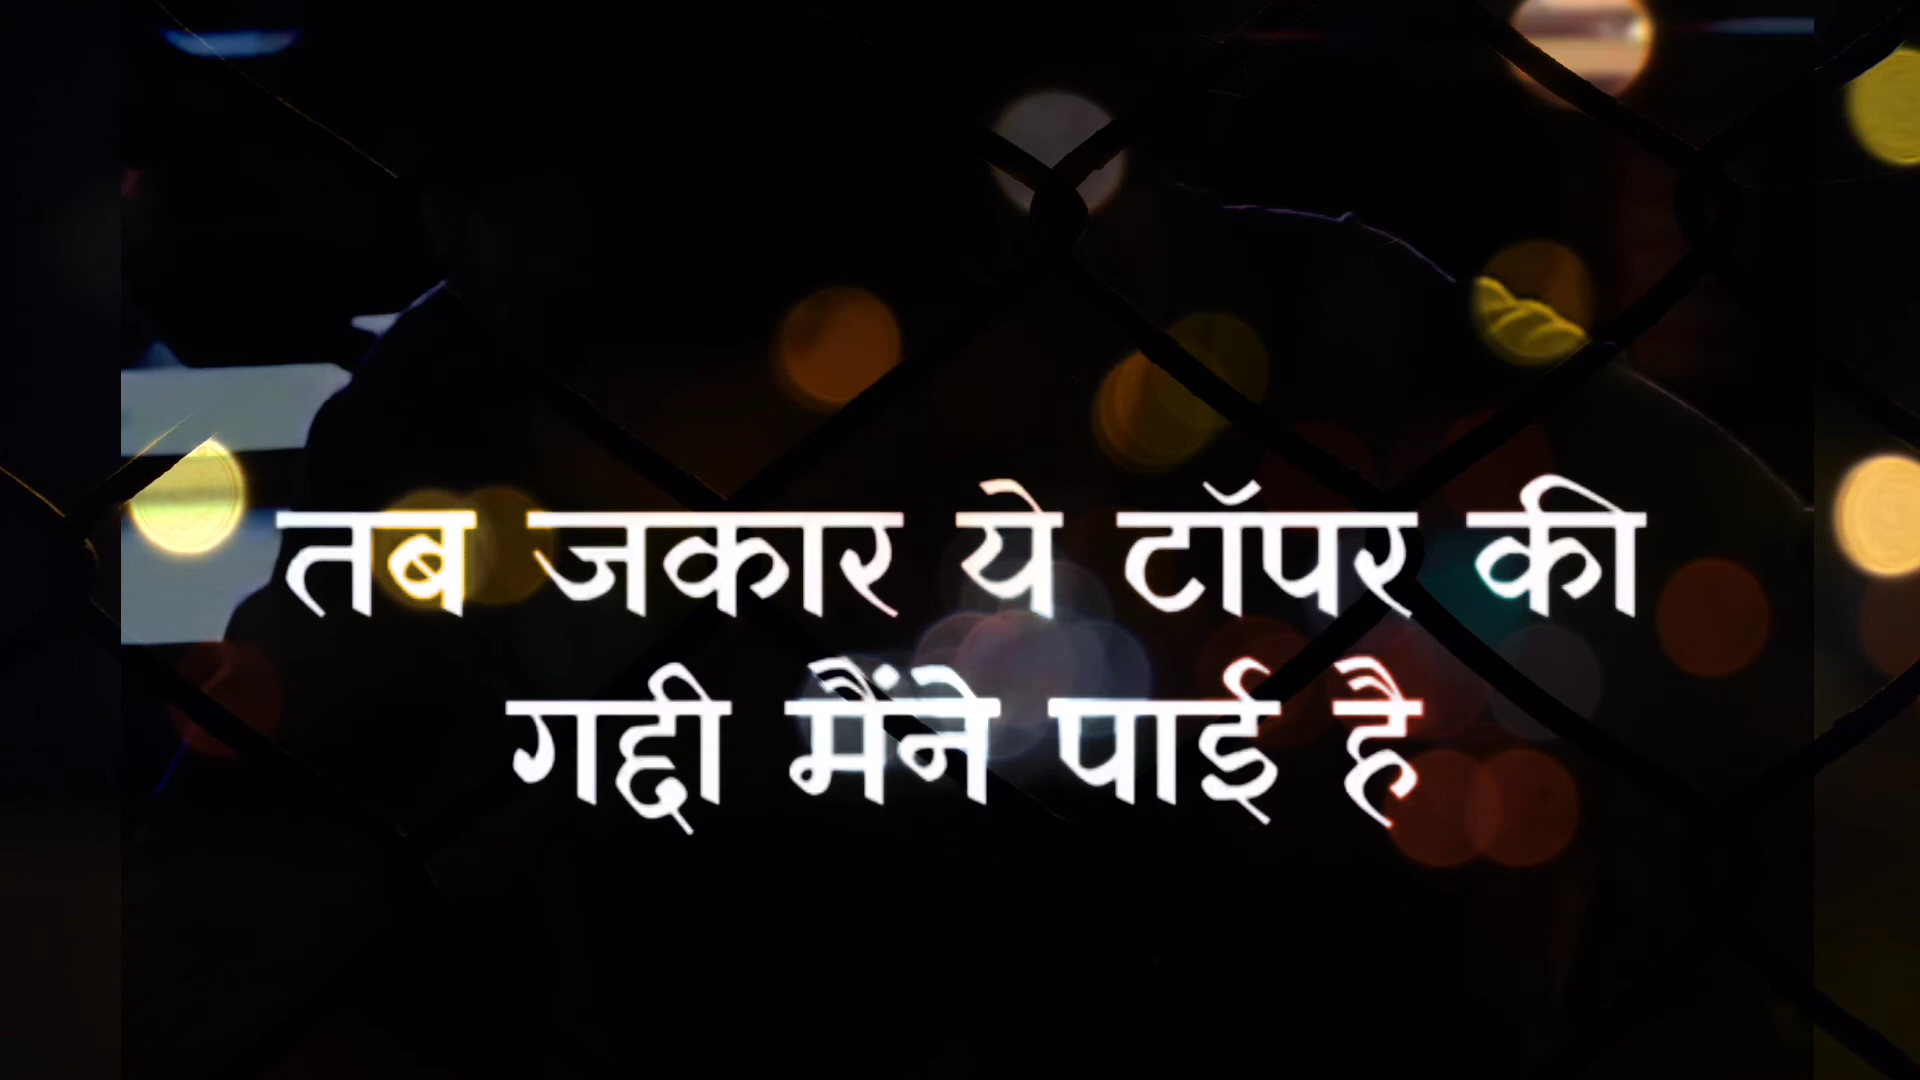 तब जकार ये टॉपर की
गद्दी मैंने पाई है